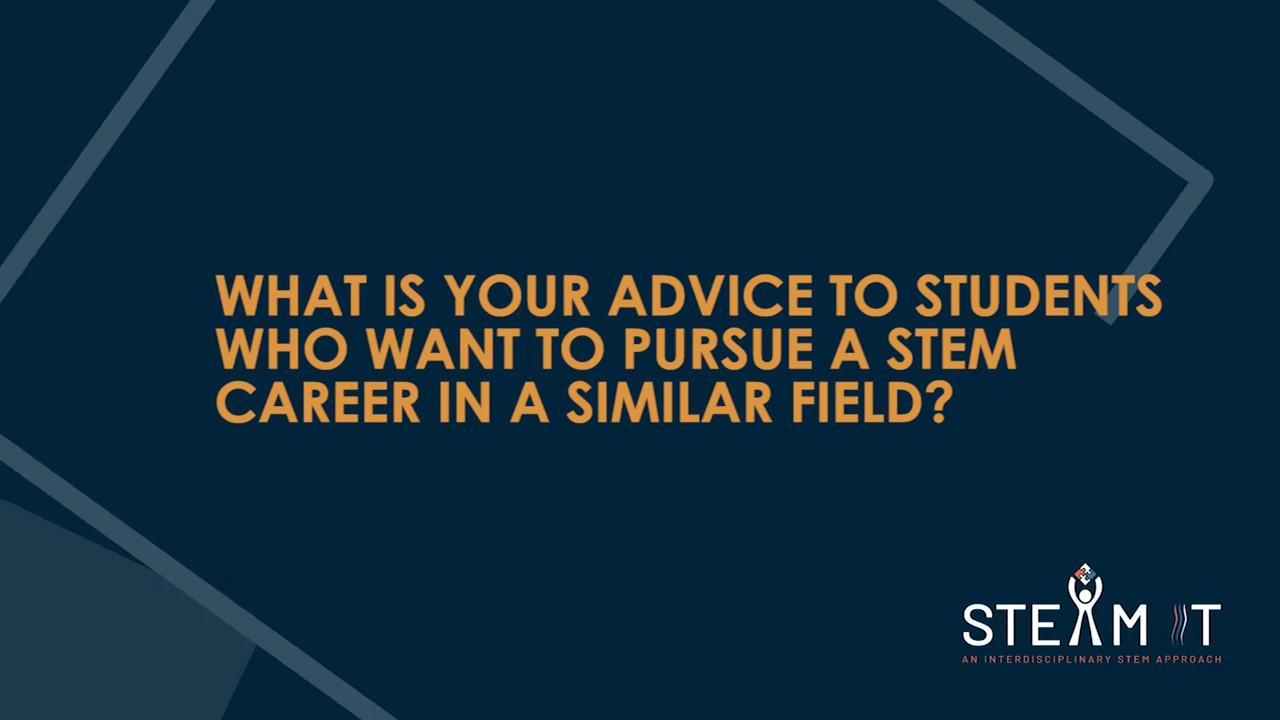 WHAT IS YOUR ADVICE TO STUDENTS
WHO WANT TO PURSUE A STEM
CAREER IN A SIMILAR FIELD?
STEAM IT
AN INTERDISCIPLINARY STEM APPROACH